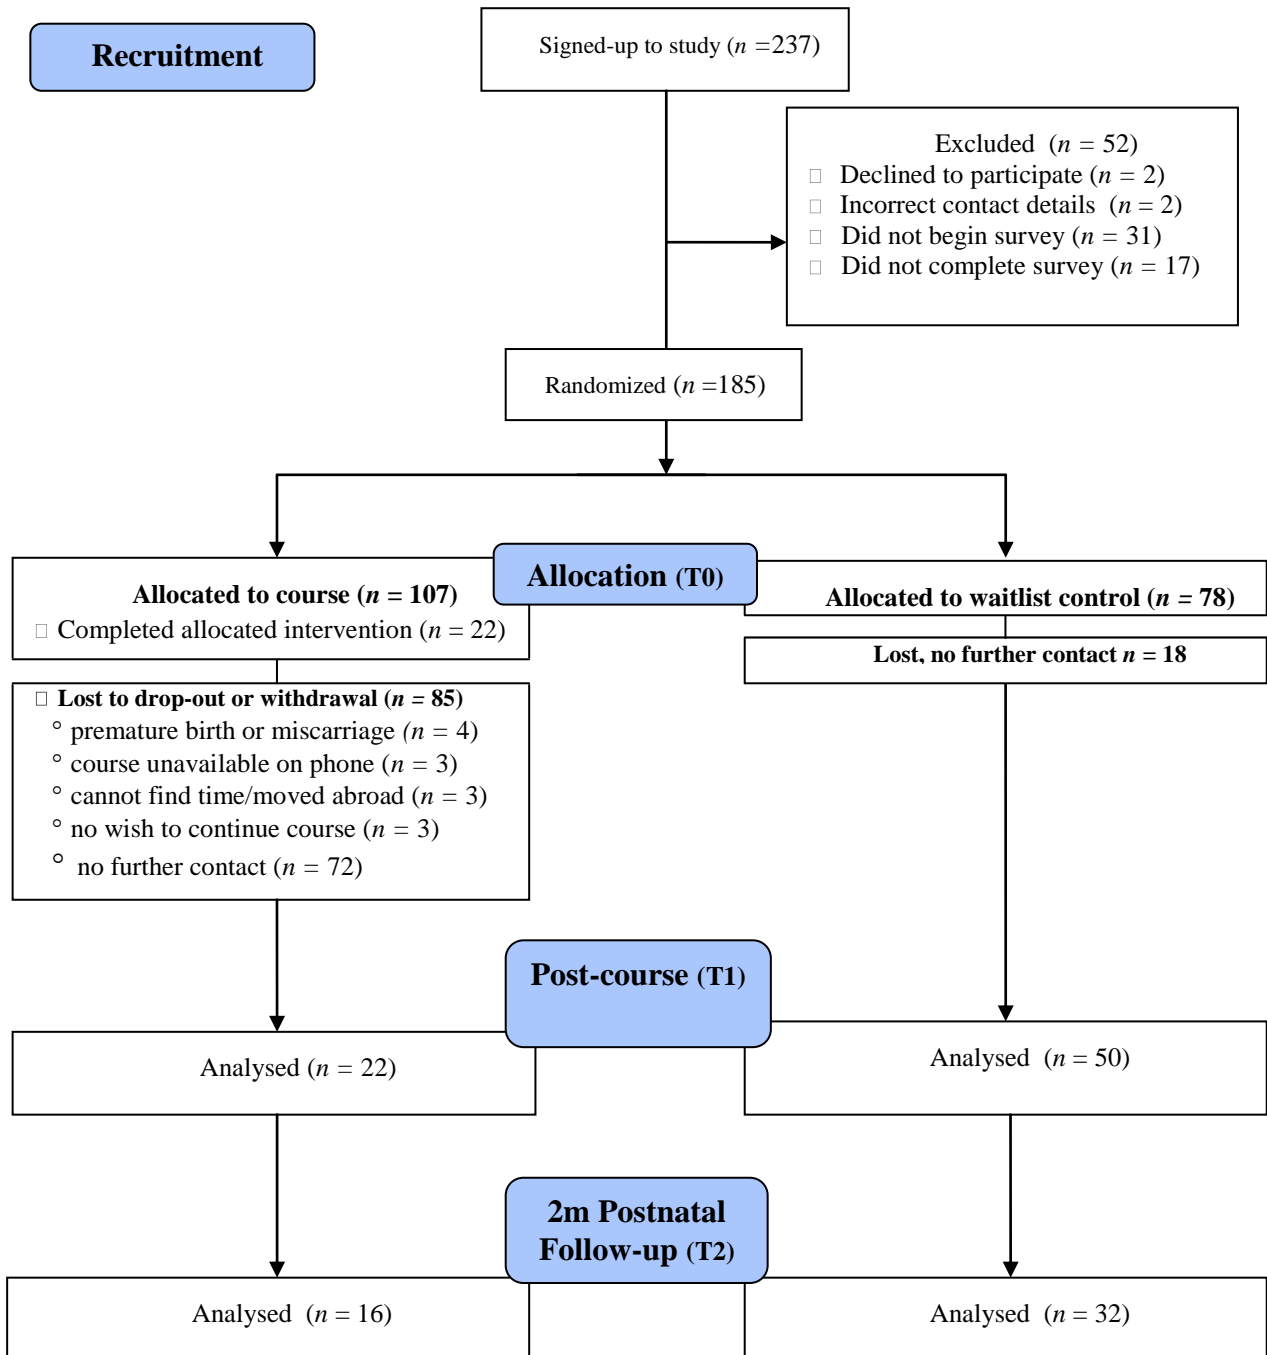 Recruitment
Signed-up to study (n =237)
Excluded (n = 52)
Declined to participate (n = 2)
Incorrect contact details (n = 2)
Did not begin survey (n = 31)
Did not complete survey (n = 17)
Randomized (n =185)
Allocation (T0)
Allocated to course (n = 107)
Completed allocated intervention (n = 22)
Allocated to waitlist control (n = 78)
Lost, no further contact n = 18
Lost to drop-out or withdrawal (n = 85)
° premature birth or miscarriage (n = 4)
° course unavailable on phone (n = 3)
° cannot find time/moved abroad (n = 3)
° no wish to continue course (n = 3)
° no further contact (n = 72)
Post-course (T1)
Analysed (n = 22)
Analysed (n = 50)
2m Postnatal
Follow-up (T2)
Analysed (n = 16)
Analysed (n = 32)